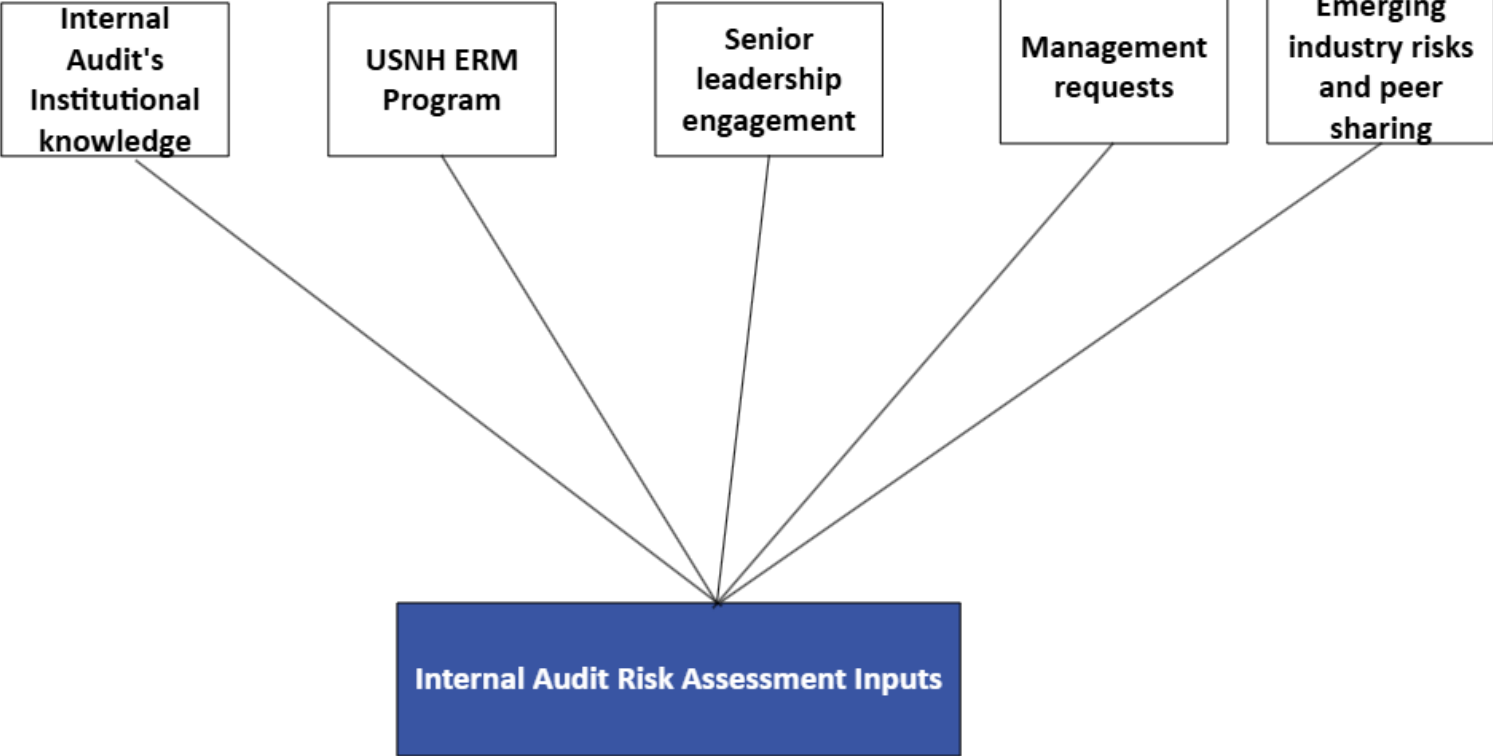 Internal
Audit's
Institutional
knowledge
USNH ERM
Program
Senior
leadership
engagement
Management
requests
Emerging
industry risks
and peer
sharing
Internal Audit Risk Assessment Inputs